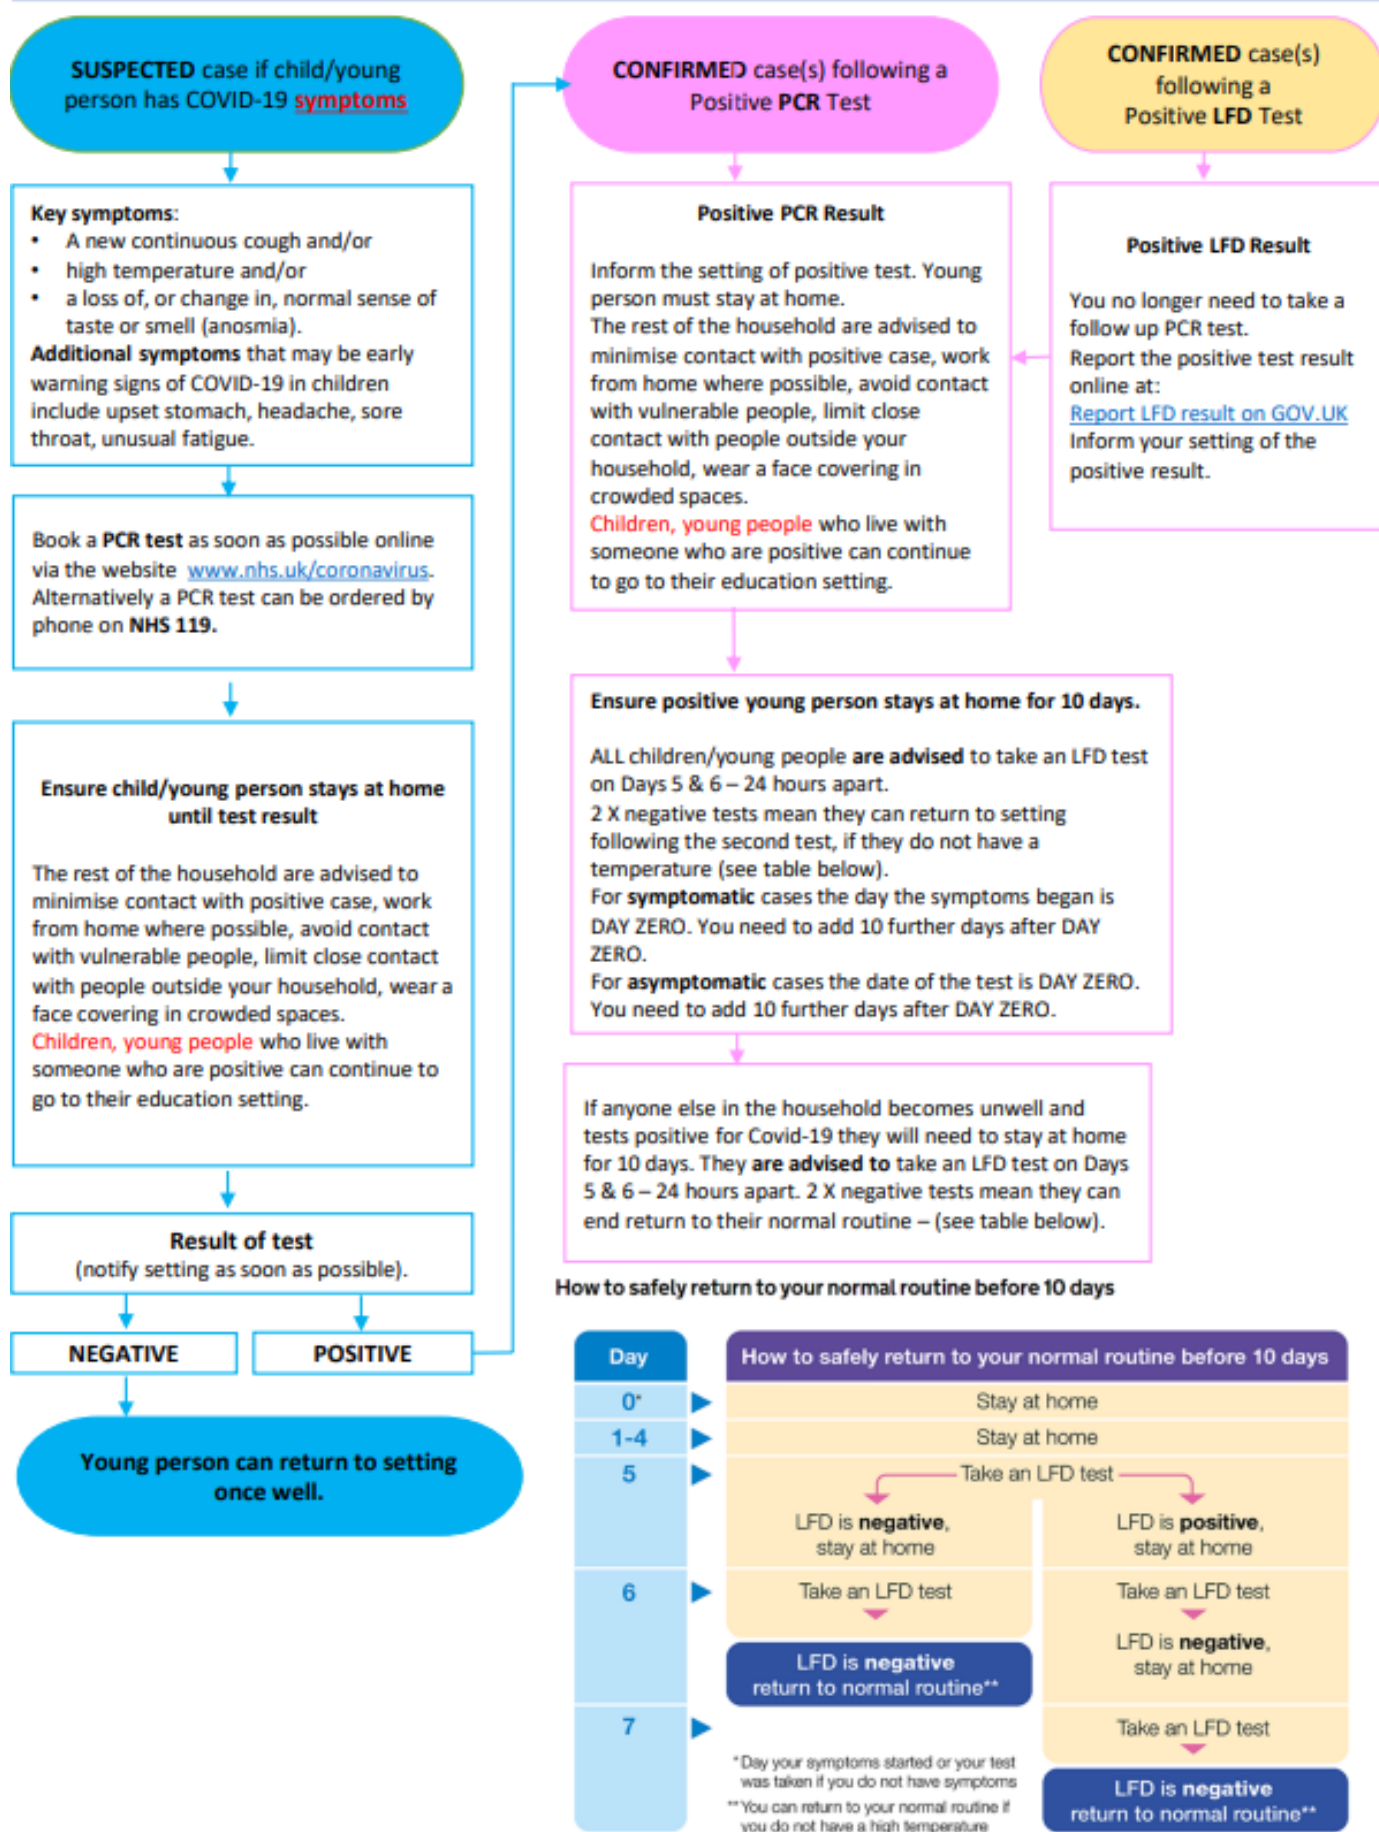 SUSPECTED case if child/young
person has COVID-19 symptoms
Key symptoms:
• A new continuous cough and/or
• high temperature and/or
• a loss of, or change in, normal sense of
taste or smell (anosmia).
Additional symptoms that may be early
warning signs of COVID-19 in children
include upset stomach, headache, sore
throat, unusual fatigue.
Book a PCR test as soon as possible online
via the website www.nhs.uk/coronavirus.
Alternatively a PCR test can be ordered by
phone on NHS 119.
Ensure child/young person stays at home
until test result
The rest of the household are advised to
minimise contact with positive case, work
from home where possible, avoid contact
with vulnerable people, limit close contact
with people outside your household, wear a
face covering in crowded spaces.
Children, young people who live with
someone who are positive can continue to
go to their education setting.
Result of test
(notify setting as soon as possible).
NEGATIVE
POSITIVE
Young person can return to setting
once well.
CONFIRMED case(s) following a
Positive PCR Test
Positive PCR Result
Inform the setting of positive test. Young
person must stay at home.
The rest of the household are advised to
minimise contact with positive case, work
from home where possible, avoid contact
with vulnerable people, limit close
contact with people outside your
household, wear a face covering in
crowded spaces.
Children, young people who live with
someone who are positive can continue
to go to their education setting.
CONFIRMED case(s)
following a
Positive LFD Test
Positive LFD Result
You no longer need to take a
follow up PCR test.
Report the positive test result
online at:
Report LFD result on GOV.UK
Inform your setting of the
positive result.
Ensure positive young person stays at home for 10 days.
ALL children/young people are advised to take an LFD test
on Days 5 & 6 – 24 hours apart.
2 X negative tests mean they can return to setting
following the second test, if they do not have a
temperature (see table below).
For symptomatic cases the day the symptoms began is
DAY ZERO. You need to add 10 further days after DAY
ZERO.
For asymptomatic cases the date of the test is DAY ZERO.
You need to add 10 further days after DAY ZERO.
If anyone else in the household becomes unwell and
tests positive for Covid-19 they will need to stay at home
for 10 days. They are advised to take an LFD test on Days
5 & 6 – 24 hours apart. 2 X negative tests mean they can
end return to their normal routine – (see table below).
How to safely return to your normal routine before 10 days
Day
How to safely return to your normal routine before 10 days
0*
Stay at home
1-4
Stay at home
5
Take an LFD test
LFD is negative,
stay at home
LFD is positive,
stay at home
6
Take an LFD test
LFD is negative
return to normal routine**
Take an LFD test
LFD is negative,
stay at home
7
Take an LFD test
LFD is negative
return to normal routine**
*Day your symptoms started or your test
was taken if you do not have symptoms
**You can return to your normal routine if
you do not have a high temperature